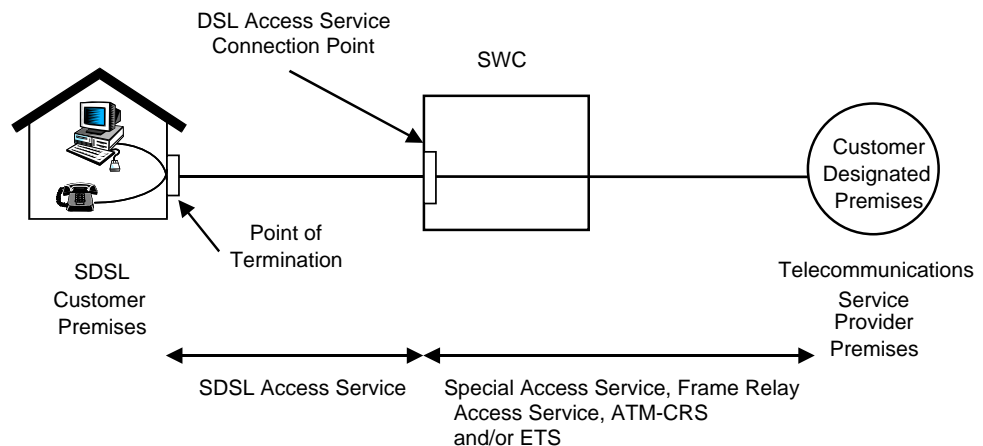 DSL Access Service
Connection Point
SWC
Customer
Designated
Premises
Point of
Termination
SDSL
Customer
Premises
Telecommunications
Service
Provider
Premises
SDSL Access Service
Special Access Service, Frame Relay
Access Service, ATM-CRS
and/or ETS